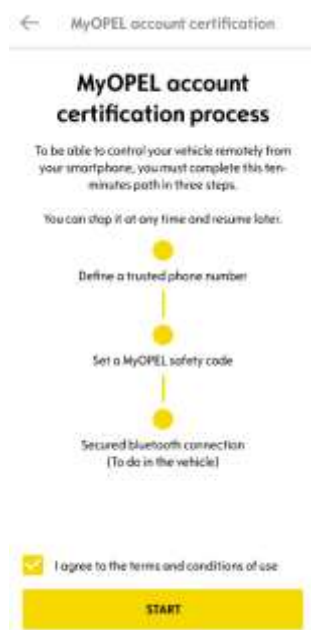 MyOPEL account certification
MyOPEL account
certification process
To be able to control your vehicle remotely from
your smartphone, you must complete this ten-
minutes path in three steps.
You can stop it at any time and resume later.
Define a trusted phone number
Set a MyOPEL safety code
Secured bluetooth connection
(To do in the vehicle)
I agree to the terms and conditions of use
START